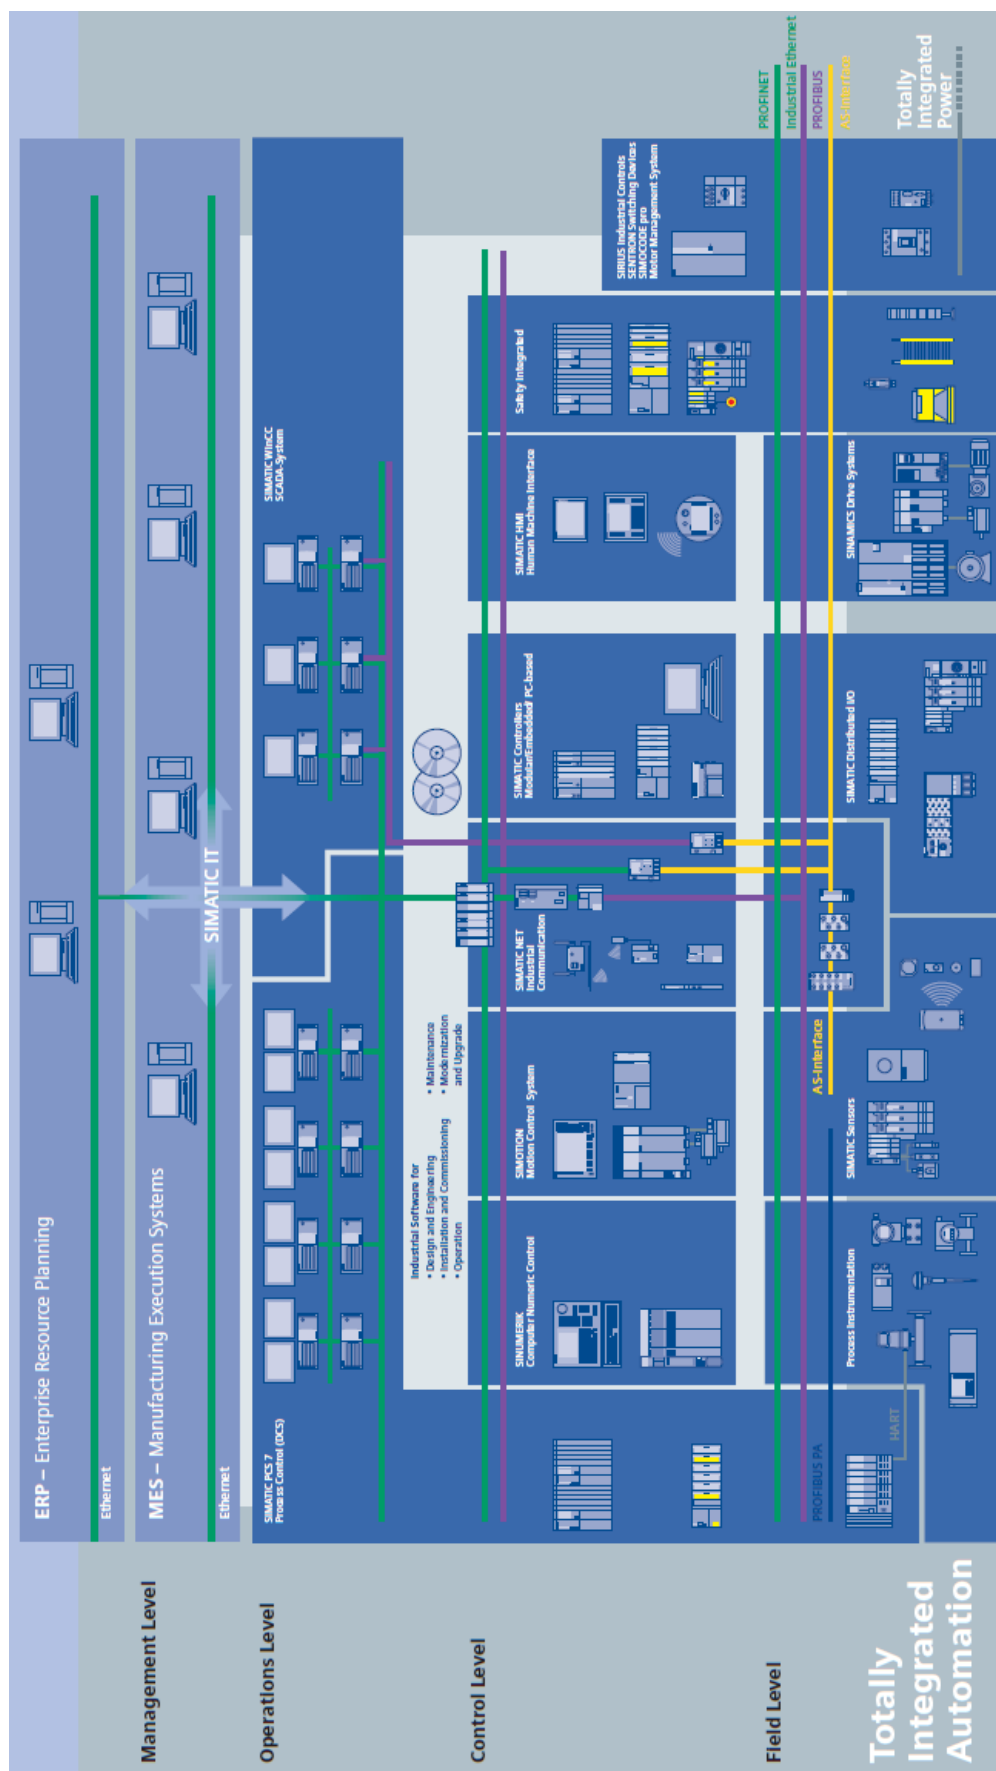 ERP – Enterprise Resource Planning
Ethernet
Management Level
MES – Manufacturing Execution Systems
Ethernet
SIMATIC IT
Operations Level
SIMATIC PCS 7
Process Control (DCS)
SIMATIC WinCC
SCADA-System
Industrial Software for
• Design and Engineering
• Installation and Commissioning
• Operation
• Maintenance
• Modernization
and Upgrade
Control Level
SINUMERIK
Computer Numeric Control
SIMOTION
Motion Control System
SIMATIC NET
Industrial
Communication
SIMATIC Controllers
Modular/Embedded/ PC-based
SIMATIC HMI
Human Machine Interface
Safety Integrated
SIRIUS Industrial Controls
SENTRON Switching Devices
SIMOCODE pro
Motor Management System
PROFINET
Industrial Ethernet
PROFIBUS
AS-Interface
Field Level
PROFIBUS PA
HART
Process Instrumentation
AS-Interface
SIMATIC Sensors
SIMATIC Distributed I/O
SINAMICS Drive Systems
Totally
Integrated
Power
Totally
Integrated
Automation